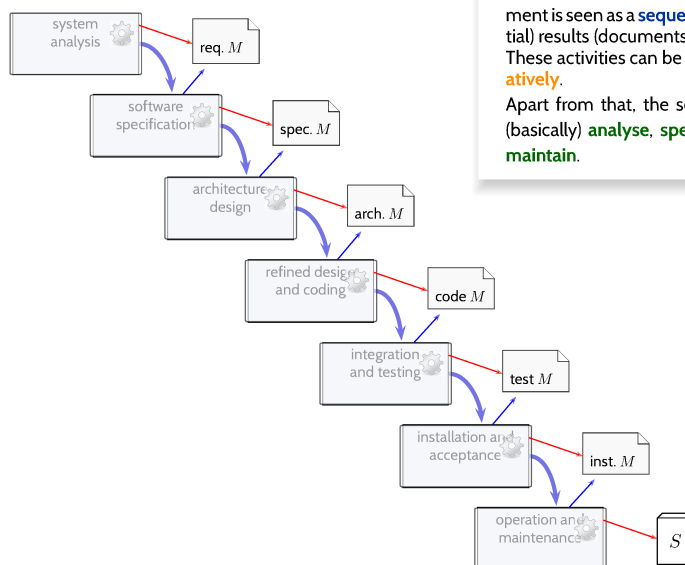 system
analysis
req. M
software
specification
spec. M
architecture
design
arch. M
refined design
and coding
code M
integration
and testing
test M
installation and
acceptance
inst. M
operation and
maintenance
S
ment is seen as a seque
tial) results (documents
These activities can be
atively.
Apart from that, the s
(basically) analyse, spe
maintain.